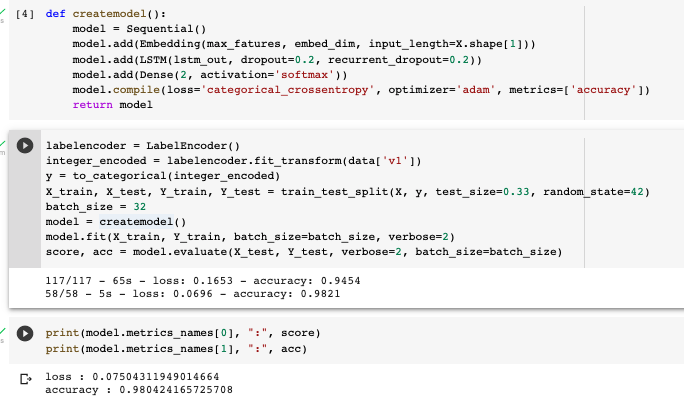 [4] def createmodel():
model = Sequential()
model.add(Embedding(max_fatures, embed_dim, input_length=X.shape[1]))
model.add(LSTM(lstm_out, dropout=0.2, recurrent_dropout=0.2))
model.add(Dense(2, activation='softmax'))
model.compile(loss='categorical_crossentropy', optimizer='adam', metrics=['accuracy'])
return model
labelencoder = LabelEncoder()
integer_encoded = labelencoder.fit_transform(data['v1'])
y = to_categorical(integer_encoded)
X_train, X_test, Y_train, Y_test = train_test_split(X, y, test_size=0.33, random_state=42)
batch_size = 32
model = createmodel()
model.fit(X_train, Y_train, batch_size=batch_size, verbose=2)
score, acc = model.evaluate(X_test, Y_test, verbose=2, batch_size=batch_size)
117/117 - 65s - loss: 0.1653 - accuracy: 0.9454
58/58 - 5s - loss: 0.0696 - accuracy: 0.9821
print(model.metrics_names[0], ":", score)
print(model.metrics_names[1], ":", acc)
loss : 0.07504311949014664
accuracy : 0.980424165725708